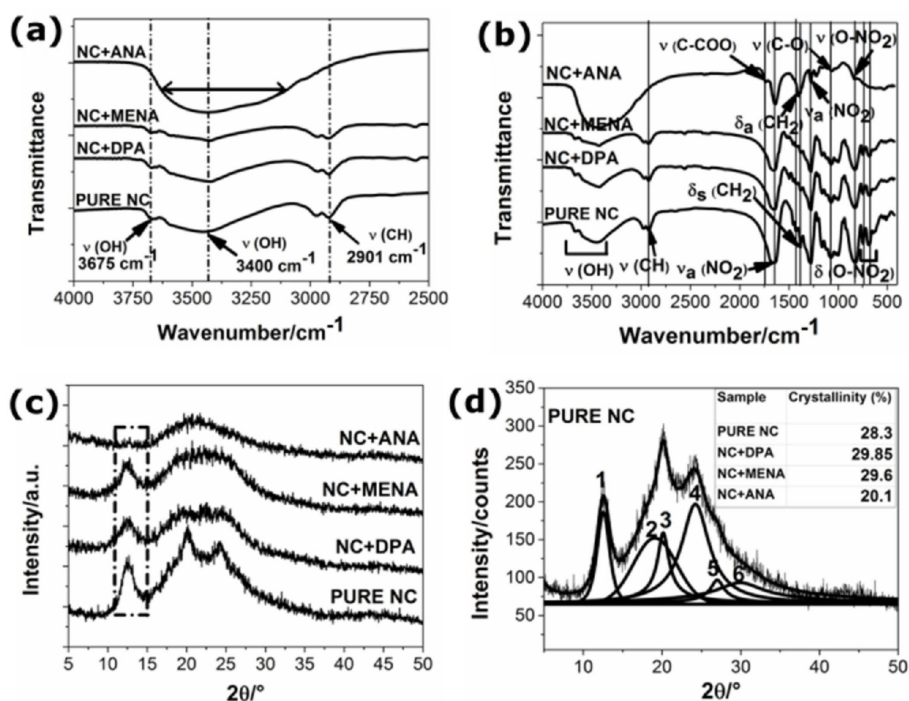 (a)
NC+ANA
NC+MENA
NC+DPA
PURE NC
ν (OH)
3675 cm⁻¹
ν (OH)
3400 cm⁻¹
ν (CH)
2901 cm⁻¹
Transmittance
4000 3750 3500 3250 3000 2750 2500
Wavenumber/cm⁻¹
(b)
ν (C-COO)
ν (C-O)
ν (O-NO₂)
NC+ANA
δₐ (CH₂)
νₐ (NO₂)
NC+MENA
NC+DPA
δₛ (CH₂)
PURE NC
ν (OH)
ν (CH)
νₐ (NO₂)
δ (O-NO₂)
Transmittance
4000 3500 3000 2500 2000 1500 1000 500
Wavenumber/cm⁻¹
(c)
NC+ANA
NC+MENA
NC+DPA
PURE NC
Intensity/a.u.
5 10 15 20 25 30 35 40 45 50
2θ/°
(d)
PURE NC
Sample Crystallinity (%)
PURE NC 28.3
NC+DPA 29.85
NC+MENA 29.6
NC+ANA 20.1
1
2
3
4
5
6
350
300
250
200
150
100
50
Intensity/counts
10 20 30 40 50
2θ/°